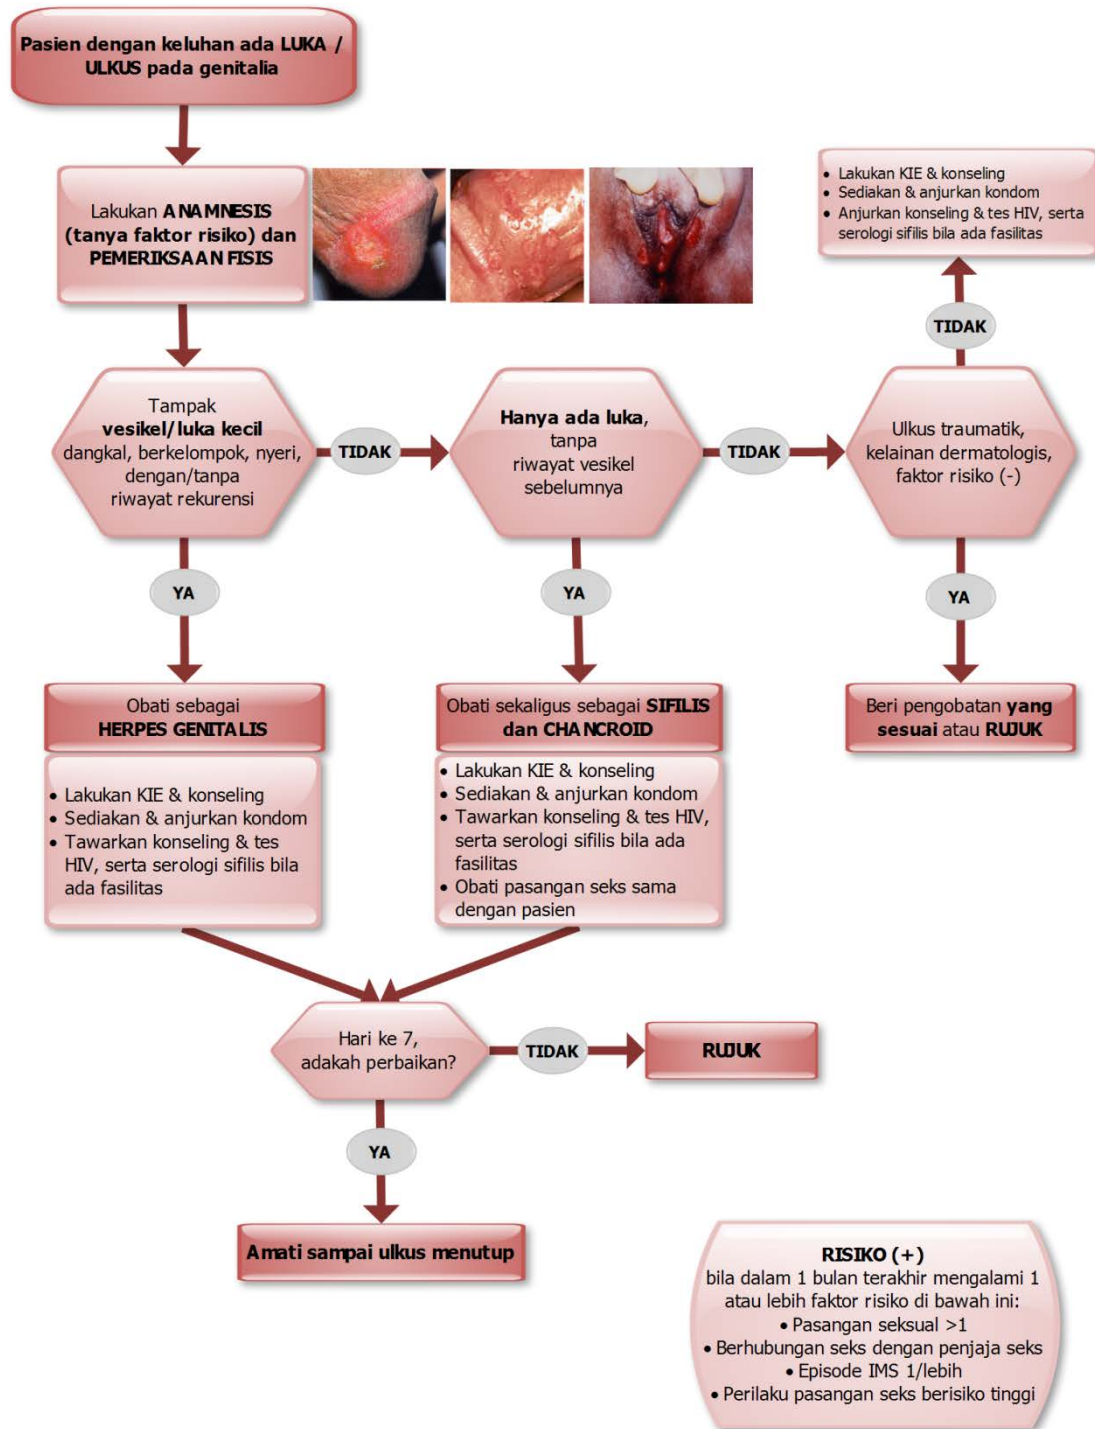 Pasien dengan keluhan ada LUKA /
ULKUS pada genitalia
Lakukan ANAMNESIS
(tanya faktor risiko) dan
PEMERIKSAAN FISIS
• Lakukan KIE & konseling
• Sediakan & anjurkan kondom
• Anjurkan konseling & tes HIV, serta
serologi sifilis bila ada fasilitas
TIDAK
Tampak
vesikel/luka kecil
dangkal, berkelompok, nyeri,
dengan/tanpa
riwayat rekurensi
TIDAK
Hanya ada luka,
tanpa
riwayat vesikel
sebelumnya
TIDAK
Ulkus traumatik,
kelainan dermatologis,
faktor risiko (-)
YA
YA
YA
Obati sebagai
HERPES GENITALIS
• Lakukan KIE & konseling
• Sediakan & anjurkan kondom
• Tawarkan konseling & tes
HIV, serta serologi sifilis bila
ada fasilitas
Obati sekaligus sebagai SIFILIS
dan CHANCROID
• Lakukan KIE & konseling
• Sediakan & anjurkan kondom
• Tawarkan konseling & tes HIV,
serta serologi sifilis bila ada
fasilitas
• Obati pasangan seks sama
dengan pasien
Beri pengobatan yang
sesuai atau RUJUK
Hari ke 7,
adakah perbaikan?
TIDAK
RUJUK
YA
Amati sampai ulkus menutup
RISIKO (+)
bila dalam 1 bulan terakhir mengalami 1
atau lebih faktor risiko di bawah ini:
• Pasangan seksual >1
• Berhubungan seks dengan penjaja seks
• Episode IMS 1/lebih
• Perilaku pasangan seks berisiko tinggi